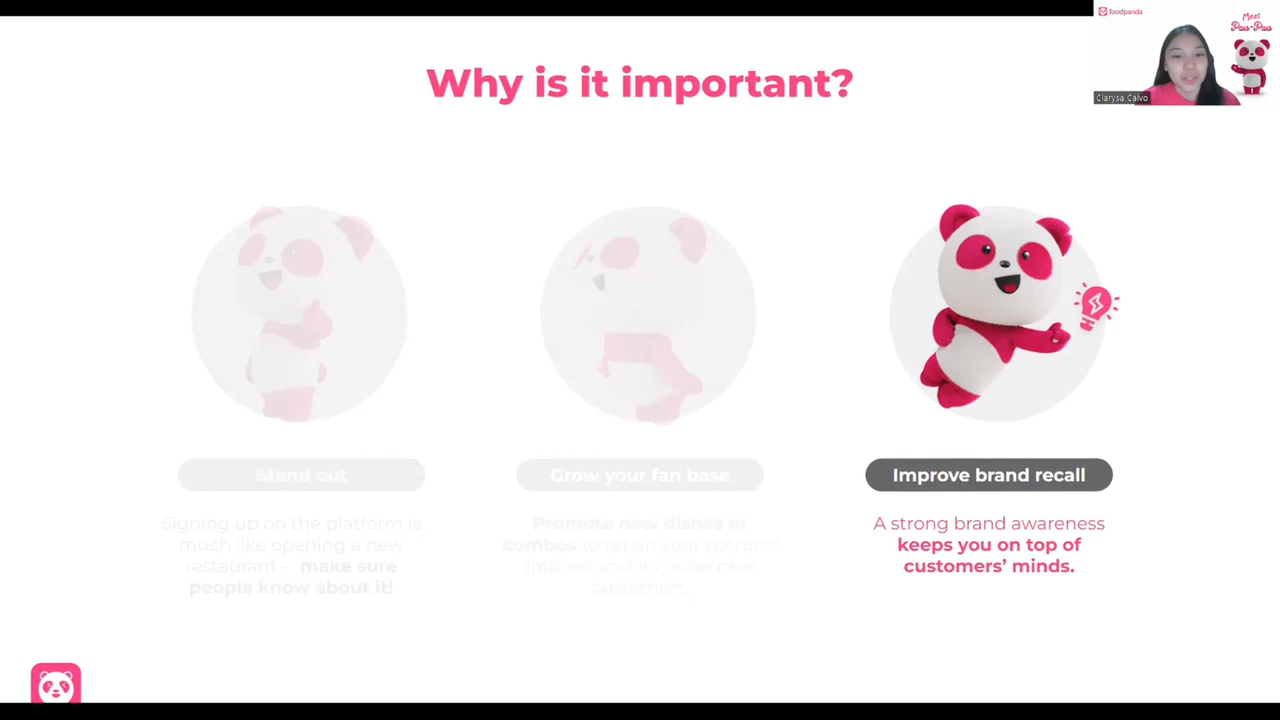 foodpanda
Meet
Pau-Pau
Clarysa Calvo
Why is it important?
Stand out
Signing up on the platform is
much like opening a new
restaurant - make sure
people know about it!
Grow your fan base
Promote new dishes or
combos to retain your patrons'
interest and increase new
customers.
Improve brand recall
A strong brand awareness
keeps you on top of
customers’ minds.